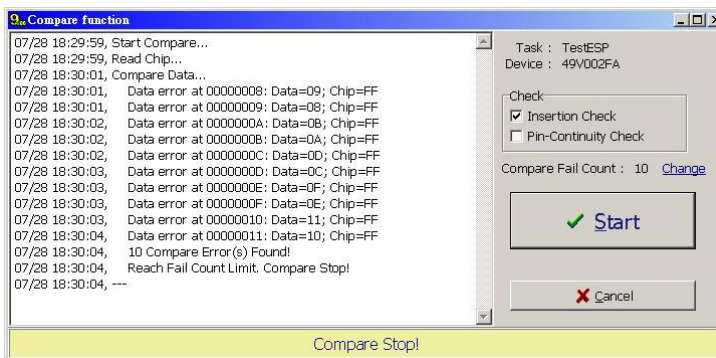 Compare function
07/28 18:29:59, Start Compare...
07/28 18:29:59, Read Chip...
07/28 18:30:01, Compare Data...
07/28 18:30:01, Data error at 00000008: Data=09; Chip=FF
07/28 18:30:01, Data error at 00000009: Data=08; Chip=FF
07/28 18:30:02, Data error at 0000000A: Data=0B; Chip=FF
07/28 18:30:02, Data error at 0000000B: Data=0A; Chip=FF
07/28 18:30:02, Data error at 0000000C: Data=0D; Chip=FF
07/28 18:30:03, Data error at 0000000D: Data=0C; Chip=FF
07/28 18:30:03, Data error at 0000000E: Data=0F; Chip=FF
07/28 18:30:03, Data error at 0000000F: Data=0E; Chip=FF
07/28 18:30:03, Data error at 00000010: Data=11; Chip=FF
07/28 18:30:04, Data error at 00000011: Data=10; Chip=FF
07/28 18:30:04, 10 Compare Error(s) Found!
07/28 18:30:04, Reach Fail Count Limit. Compare Stop!
07/28 18:30:04, ---
Task : TestESP
Device : 49V002FA
Check
Insertion Check
Pin-Continuity Check
Compare Fail Count : 10 Change
Start
Cancel
Compare Stop!